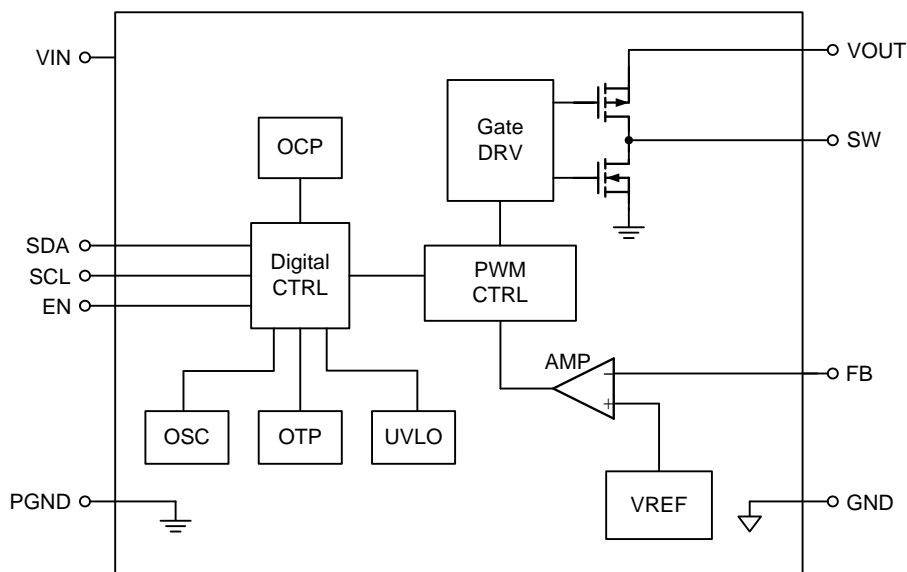 VIN
VOUT
Gate
DRV
OCP
SW
SDA
SCL
EN
Digital
CTRL
PWM
CTRL
AMP
−
+
FB
OSC
OTP
UVLO
VREF
PGND
GND